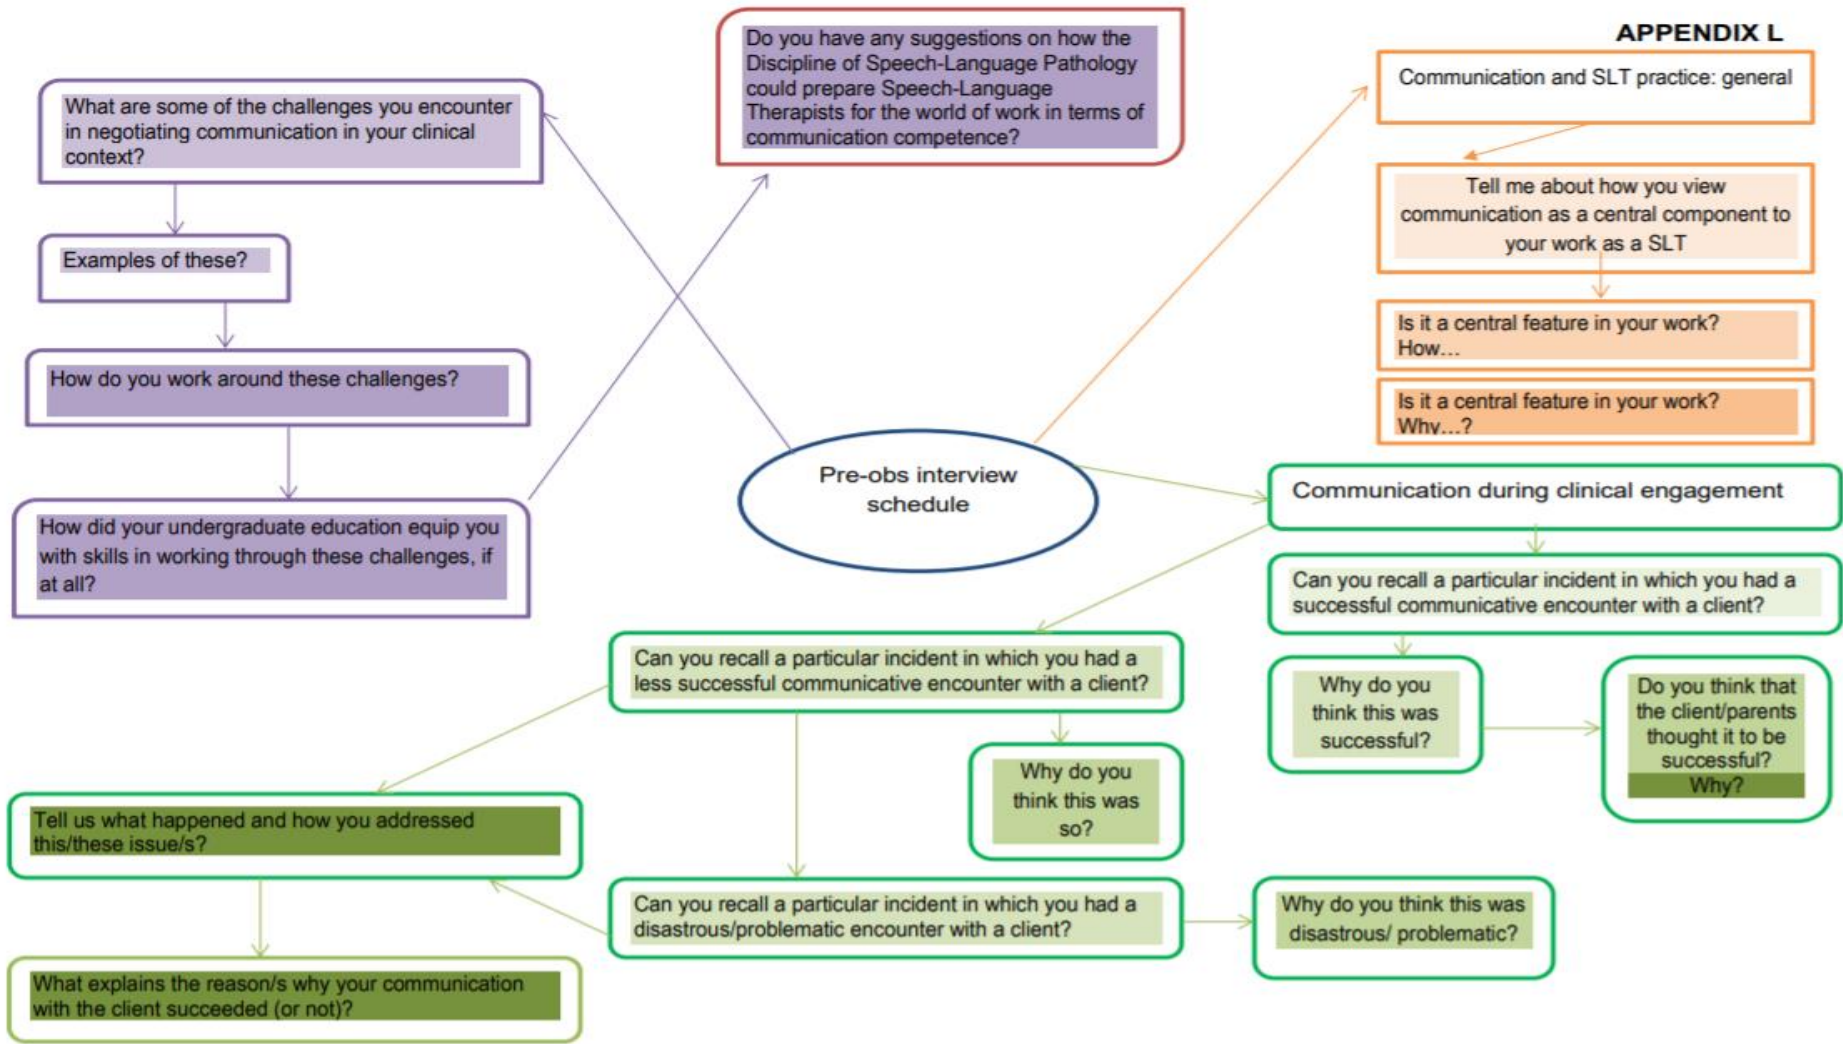 APPENDIX L
Do you have any suggestions on how the
Discipline of Speech-Language Pathology
could prepare Speech-Language
Therapists for the world of work in terms of
communication competence?
What are some of the challenges you encounter
in negotiating communication in your clinical
context?
Examples of these?
How do you work around these challenges?
How did your undergraduate education equip you
with skills in working through these challenges, if
at all?
Pre-obs interview
schedule
Communication and SLT practice: general
Tell me about how you view
communication as a central component to
your work as a SLT
Is it a central feature in your work?
How…
Is it a central feature in your work?
Why…?
Communication during clinical engagement
Can you recall a particular incident in which you had a
successful communicative encounter with a client?
Why do you
think this was
successful?
Do you think that
the client/parents
thought it to be
successful?
Why?
Can you recall a particular incident in which you had a
less successful communicative encounter with a client?
Why do you
think this was
so?
Tell us what happened and how you addressed
this/these issue/s?
Can you recall a particular incident in which you had a
disastrous/problematic encounter with a client?
Why do you think this was
disastrous/ problematic?
What explains the reason/s why your communication
with the client succeeded (or not)?